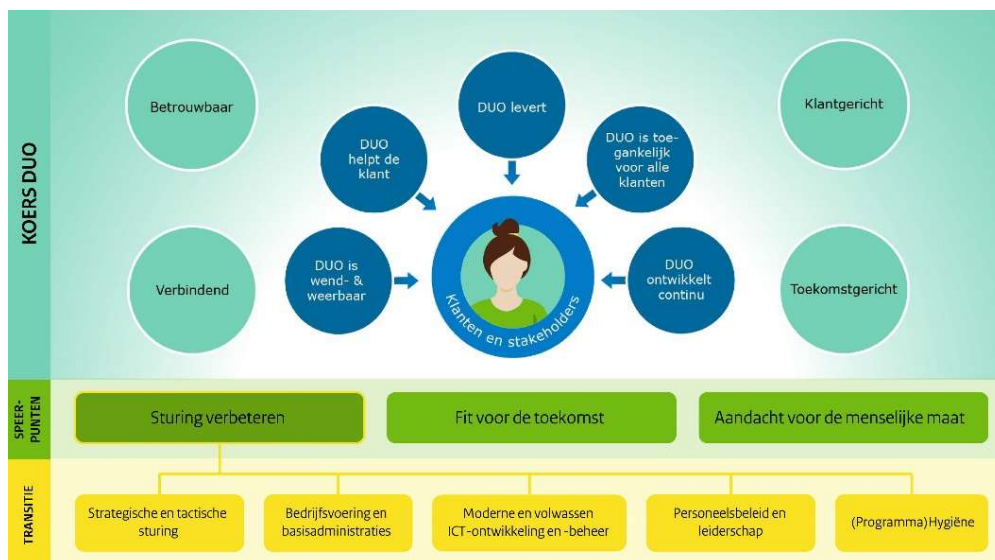 KOERS DUO
Betrouwbaar
DUO levert
Klantgericht
DUO
helpt de
klant
DUO is toe-
gankelijk
voor alle
klanten
Verbindend
DUO is
wend- &
weerbaar
Klanten en stakeholders
DUO
ontwikkelt
continu
Toekomstgericht
SPEER-
PUNTEN
Sturing verbeteren
Fit voor de toekomst
Aandacht voor de menselijke maat
TRANSITIE
Strategische en tactische
sturing
Bedrijfsvoering en
basisadministraties
Moderne en volwassen
ICT-ontwikkeling en -beheer
Personeelsbeleid en
leiderschap
(Programma)Hygiëne